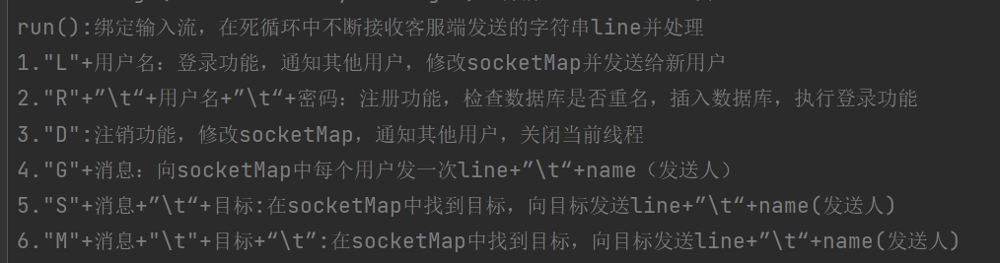 run():绑定输入流，在死循环中不断接收客服端发送的字符串line并处理
1."L"+用户名：登录功能，通知其他用户，修改socketMap并发送给新用户
2."R"+”\t“+用户名+”\t“+密码：注册功能，检查数据库是否重名，插入数据库，执行登录功能
3."D":注销功能，修改socketMap，通知其他用户，关闭当前线程
4."G"+消息：向socketMap中每个用户发一次line+”\t“+name（发送人）
5."S"+消息+”\t“+目标:在socketMap中找到目标，向目标发送line+”\t“+name(发送人)
6."M"+消息+"\t"+目标+“\t”:在socketMap中找到目标，向目标发送line+”\t“+name(发送人)